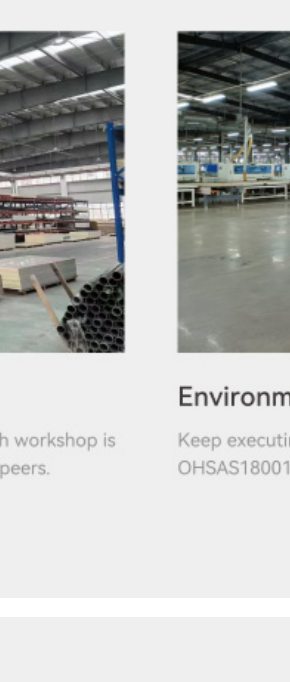 h workshop is
peers.
Environm
Keep executi
OHSAS18001